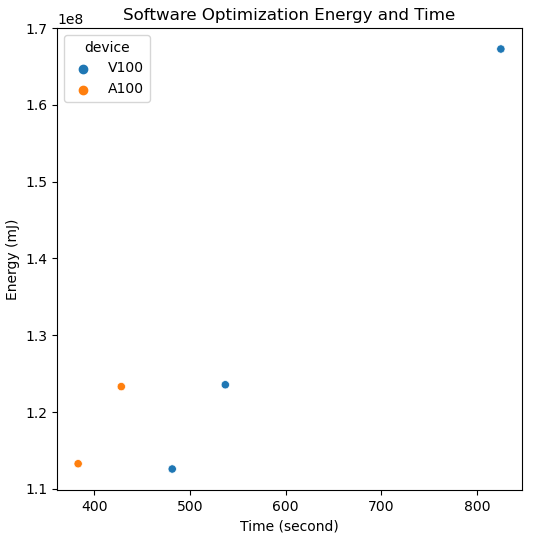 Software Optimization Energy and Time
1e8
1.7
1.6
1.5
1.4
1.3
1.2
1.1
Energy (mJ)
device
V100
A100
400 500 600 700 800
Time (second)